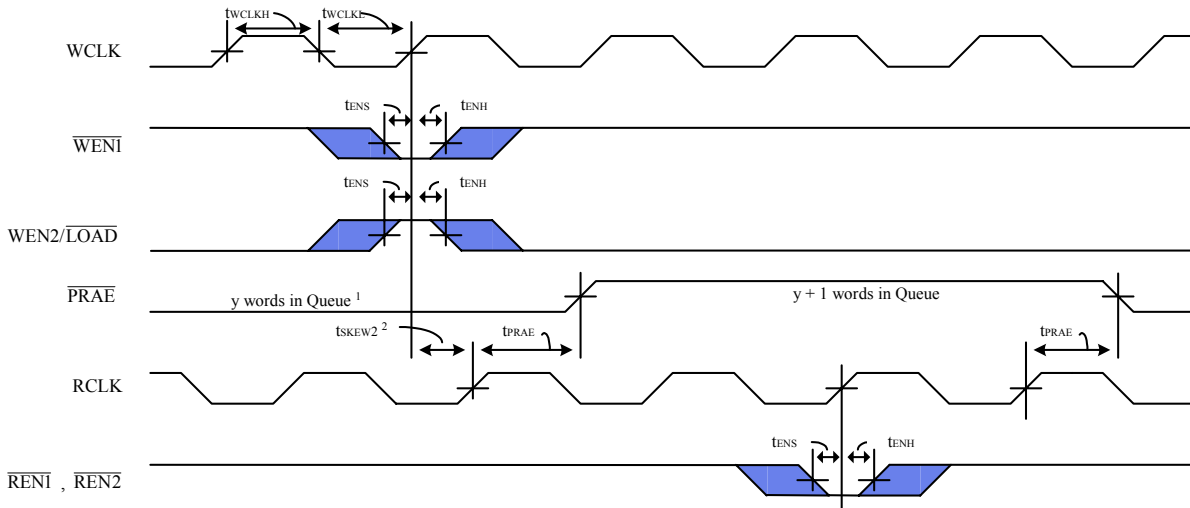 tWCLKH tWCLKL
WCLK
tENS tENH
WEN1
tENS tENH
WEN2/LOAD
PRAE
y words in Queue 1
y + 1 words in Queue
tSKEW2 2 tPRAE tPRAE
RCLK
tENS tENH
REN1 , REN2